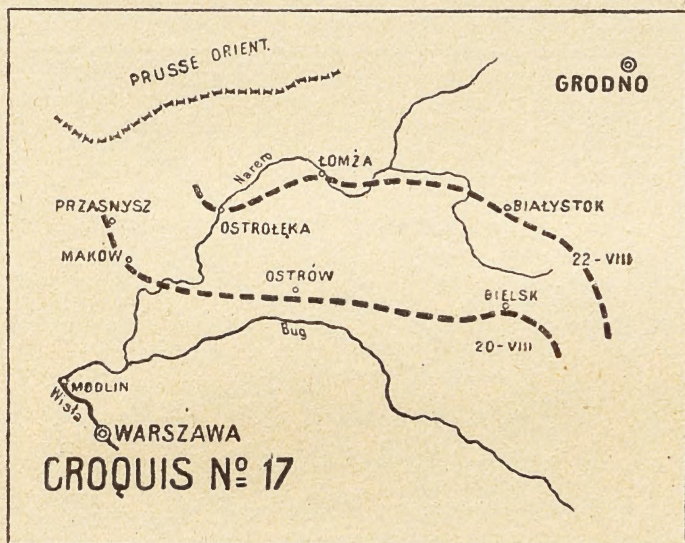 PRUSSE ORIENT.
GRODNO
Narew
ŁOMŻA
PRZASNYSZ
OSTROŁĘKA
BIAŁYSTOK
MAKÓW
22-VIII
OSTRÓW
BIELSK
Bug
20-VIII
MODLIN
Wisła
WARSZAWA
CROQUIS Nº 17